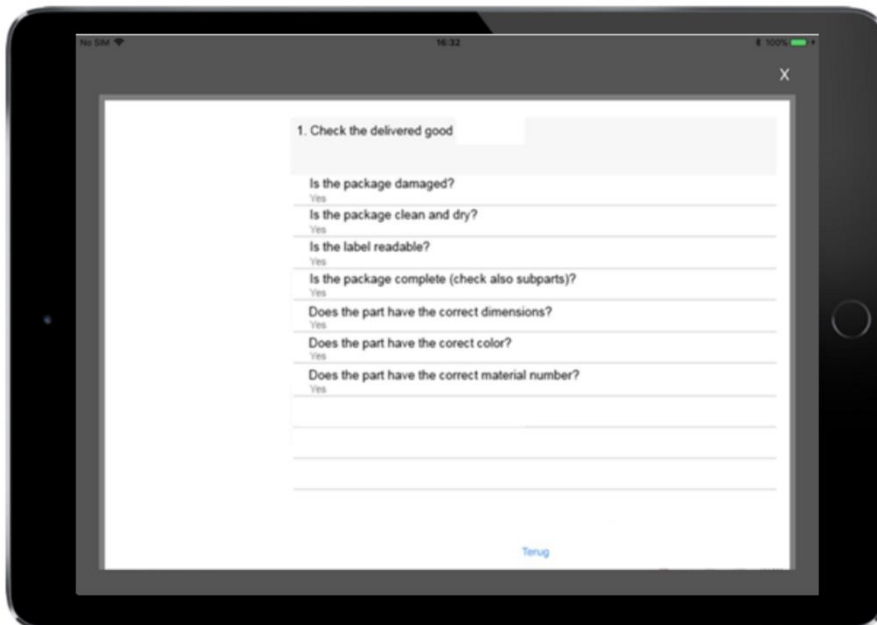 No SIM
16:32
100%
X
1. Check the delivered good
Is the package damaged?
Yes
Is the package clean and dry?
Yes
Is the label readable?
Yes
Is the package complete (check also subparts)?
Yes
Does the part have the correct dimensions?
Yes
Does the part have the corect color?
Yes
Does the part have the correct material number?
Yes
Terug